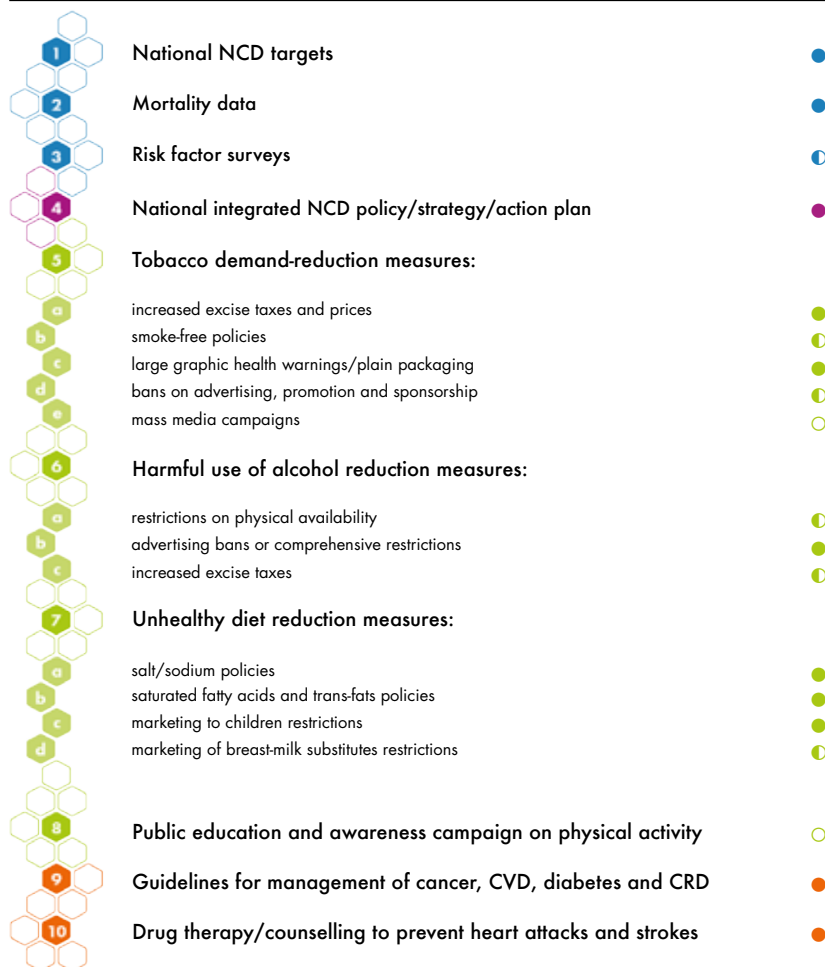 1 National NCD targets
2 Mortality data
3 Risk factor surveys
4 National integrated NCD policy/strategy/action plan
5 Tobacco demand-reduction measures:
a increased excise taxes and prices
b smoke-free policies
c large graphic health warnings/plain packaging
d bans on advertising, promotion and sponsorship
e mass media campaigns
6 Harmful use of alcohol reduction measures:
a restrictions on physical availability
b advertising bans or comprehensive restrictions
c increased excise taxes
7 Unhealthy diet reduction measures:
a salt/sodium policies
b saturated fatty acids and trans-fats policies
c marketing to children restrictions
d marketing of breast-milk substitutes restrictions
8 Public education and awareness campaign on physical activity
9 Guidelines for management of cancer, CVD, diabetes and CRD
10 Drug therapy/counselling to prevent heart attacks and strokes